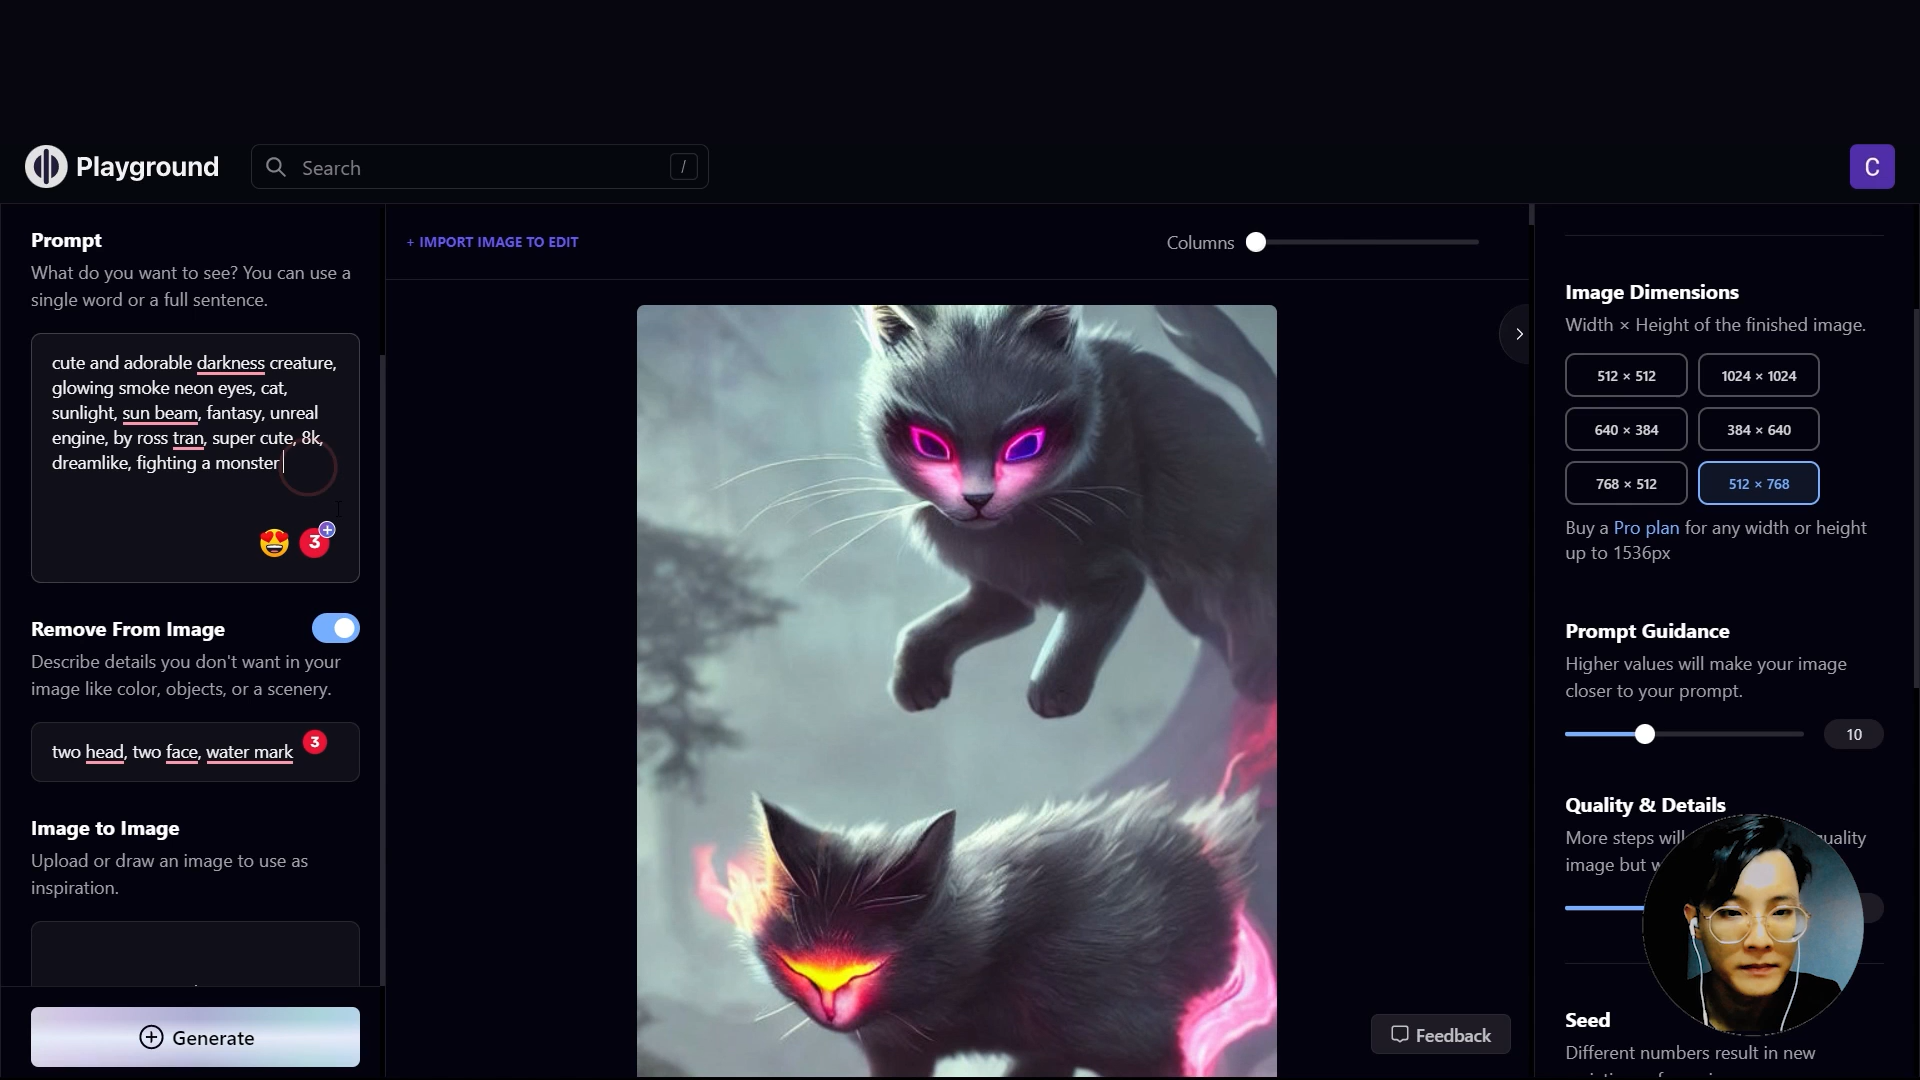 Playground
Search
/
C
Prompt
What do you want to see? You can use a
single word or a full sentence.
cute and adorable darkness creature,
glowing smoke neon eyes, cat,
sunlight, sun beam, fantasy, unreal
engine, by ross tran, super cute, 8k,
dreamlike, fighting a monster
3
Remove From Image
Describe details you don't want in your
image like color, objects, or a scenery.
two head, two face, water mark
3
Image to Image
Upload or draw an image to use as
inspiration.
Generate
+ IMPORT IMAGE TO EDIT
Columns
Feedback
Image Dimensions
Width × Height of the finished image.
512 × 512
1024 × 1024
640 × 384
384 × 640
768 × 512
512 × 768
Buy a Pro plan for any width or height
up to 1536px
Prompt Guidance
Higher values will make your image
closer to your prompt.
10
Quality & Details
More steps will
image but
Seed
Different numbers result in new